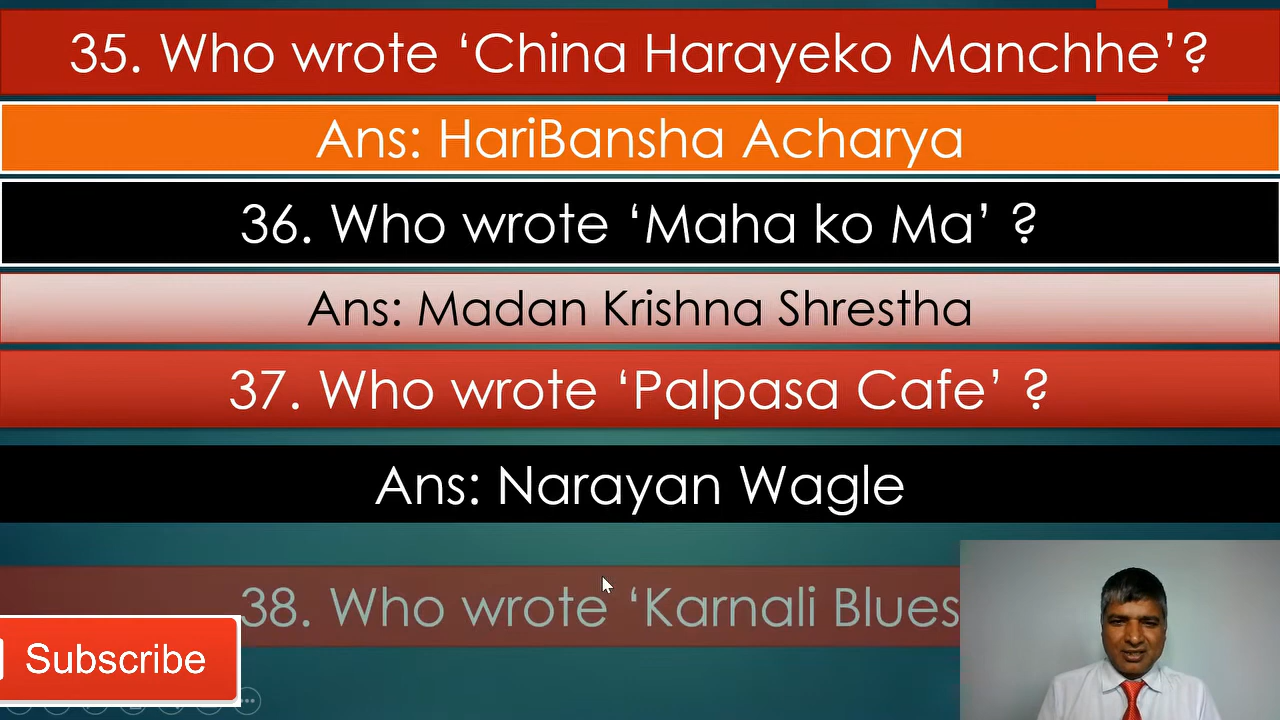 35. Who wrote ‘China Harayeko Manchhe’?
Ans: HariBansha Acharya
36. Who wrote ‘Maha ko Ma’ ?
Ans: Madan Krishna Shrestha
37. Who wrote ‘Palpasa Cafe’ ?
Ans: Narayan Wagle
38. Who wrote ‘Karnali Blues
Subscribe